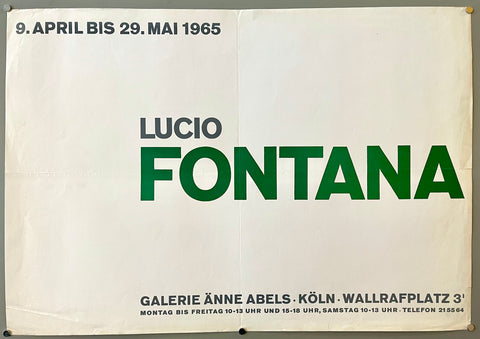 9. APRIL BIS 29. MAI 1965
LUCIO
FONTANA
GALERIE ÄNNE ABELS · KÖLN · WALLRAFPLATZ 3'
MONTAG BIS FREITAG 10-13 UHR UND 15-18 UHR, SAMSTAG 10-13 UHR · TELEFON 215564